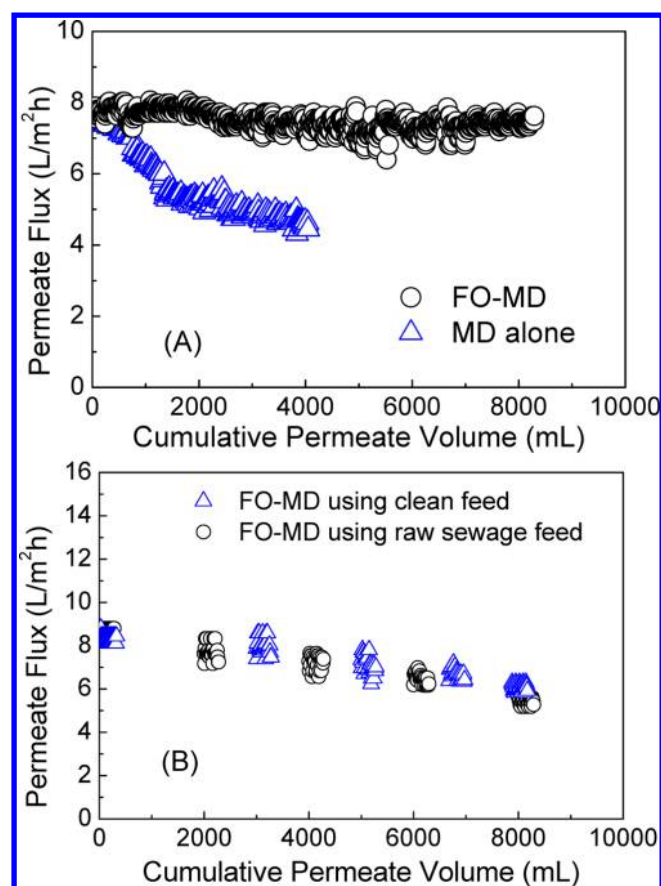 10
8
6
4
2
0
Permeate Flux (L/m²h)
FO-MD
MD alone
(A)
0 2000 4000 6000 8000 10000
Cumulative Permeate Volume (mL)
16
14
12
10
8
6
4
2
0
Permeate Flux (L/m²h)
FO-MD using clean feed
FO-MD using raw sewage feed
(B)
0 2000 4000 6000 8000 10000
Cumulative Permeate Volume (mL)